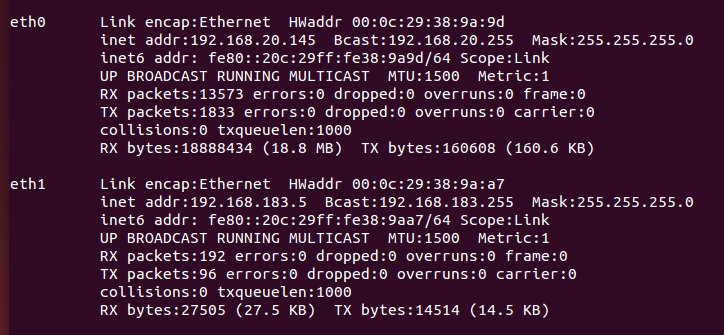 eth0      Link encap:Ethernet  HWaddr 00:0c:29:38:9a:9d
          inet addr:192.168.20.145  Bcast:192.168.20.255  Mask:255.255.255.0
          inet6 addr: fe80::20c:29ff:fe38:9a9d/64 Scope:Link
          UP BROADCAST RUNNING MULTICAST  MTU:1500  Metric:1
          RX packets:13573 errors:0 dropped:0 overruns:0 frame:0
          TX packets:1833 errors:0 dropped:0 overruns:0 carrier:0
          collisions:0 txqueuelen:1000
          RX bytes:18888434 (18.8 MB)  TX bytes:160608 (160.6 KB)

eth1      Link encap:Ethernet  HWaddr 00:0c:29:38:9a:a7
          inet addr:192.168.183.5  Bcast:192.168.183.255  Mask:255.255.255.0
          inet6 addr: fe80::20c:29ff:fe38:9aa7/64 Scope:Link
          UP BROADCAST RUNNING MULTICAST  MTU:1500  Metric:1
          RX packets:192 errors:0 dropped:0 overruns:0 frame:0
          TX packets:96 errors:0 dropped:0 overruns:0 carrier:0
          collisions:0 txqueuelen:1000
          RX bytes:27505 (27.5 KB)  TX bytes:14514 (14.5 KB)